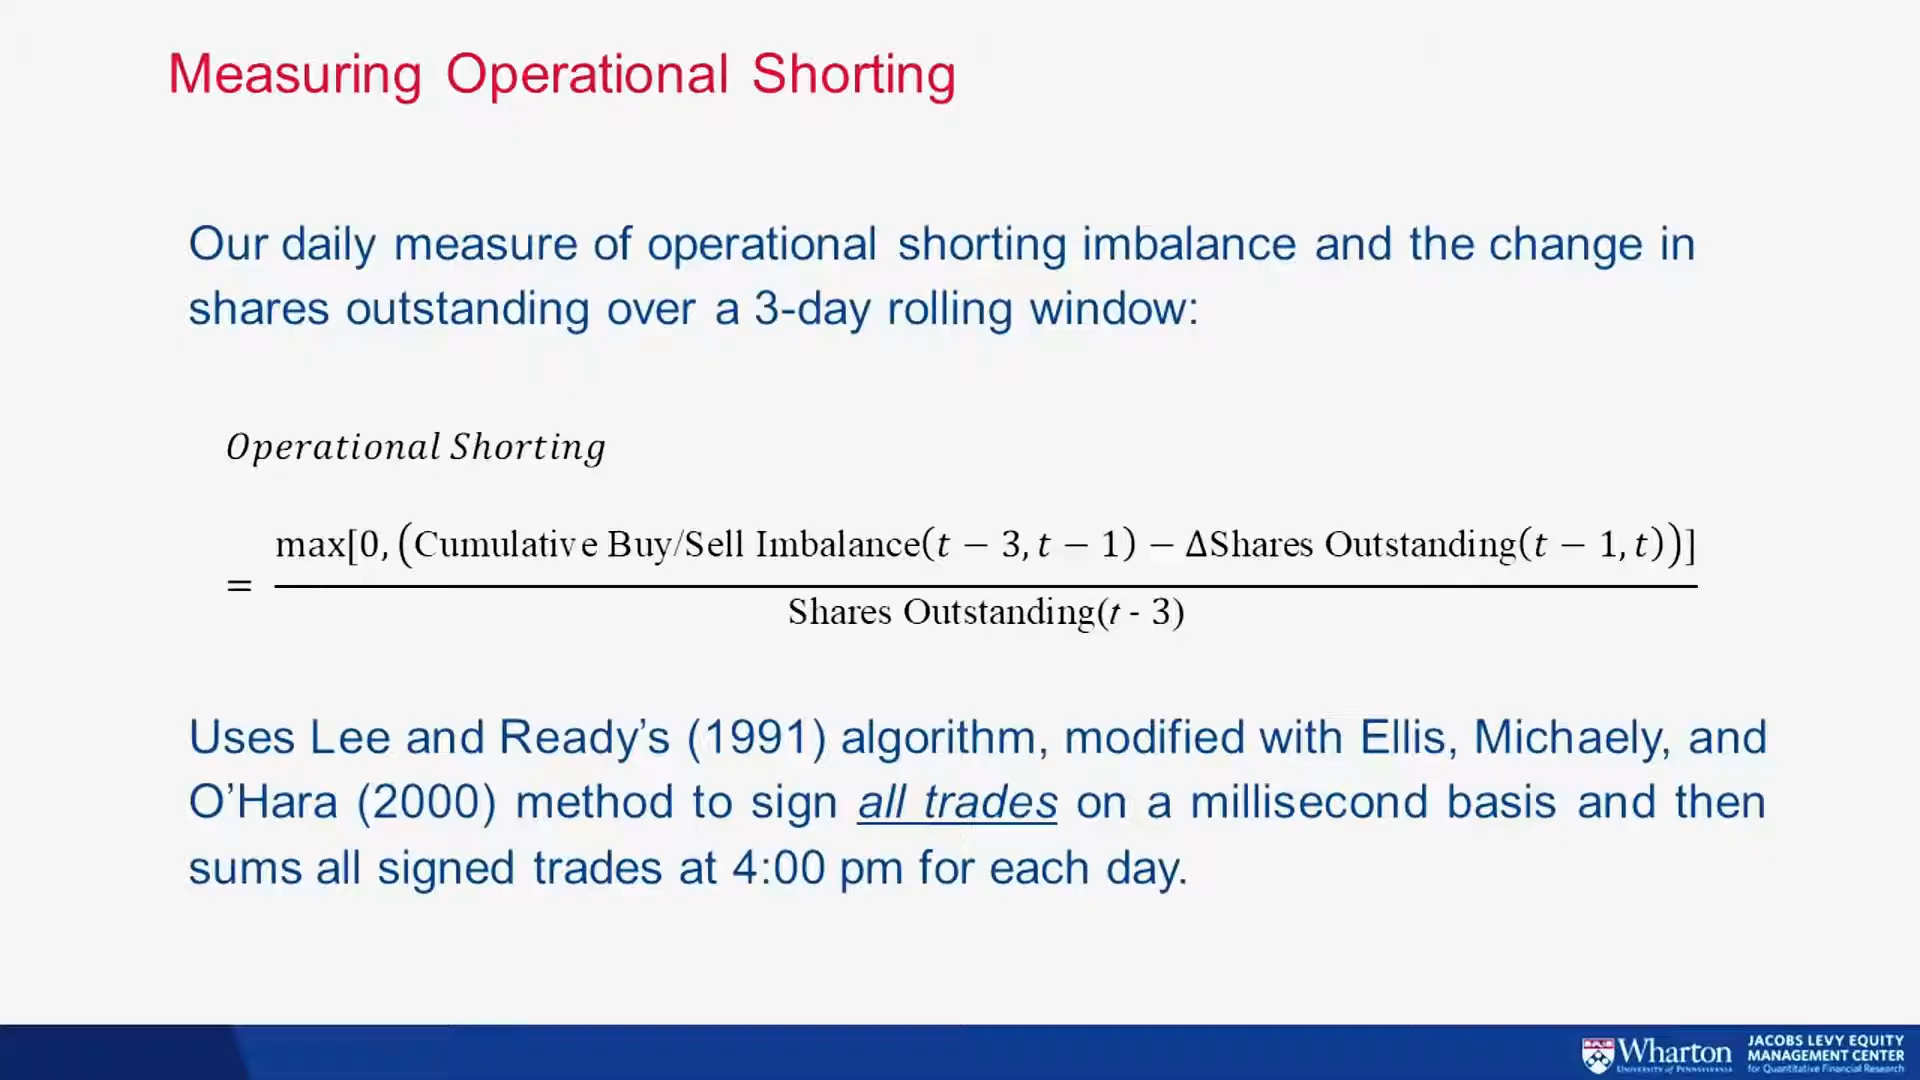 Measuring Operational Shorting
Our daily measure of operational shorting imbalance and the change in
shares outstanding over a 3-day rolling window:
Operational Shorting
max[0, (Cumulative Buy/Sell Imbalance(t − 3, t − 1) − ΔShares Outstanding(t − 1, t))]
=
Shares Outstanding(t - 3)
Uses Lee and Ready’s (1991) algorithm, modified with Ellis, Michaely, and
O’Hara (2000) method to sign all trades on a millisecond basis and then
sums all signed trades at 4:00 pm for each day.
Wharton
UNIVERSITY of PENNSYLVANIA
JACOBS LEVY EQUITY
MANAGEMENT CENTER
for Quantitative Financial Research